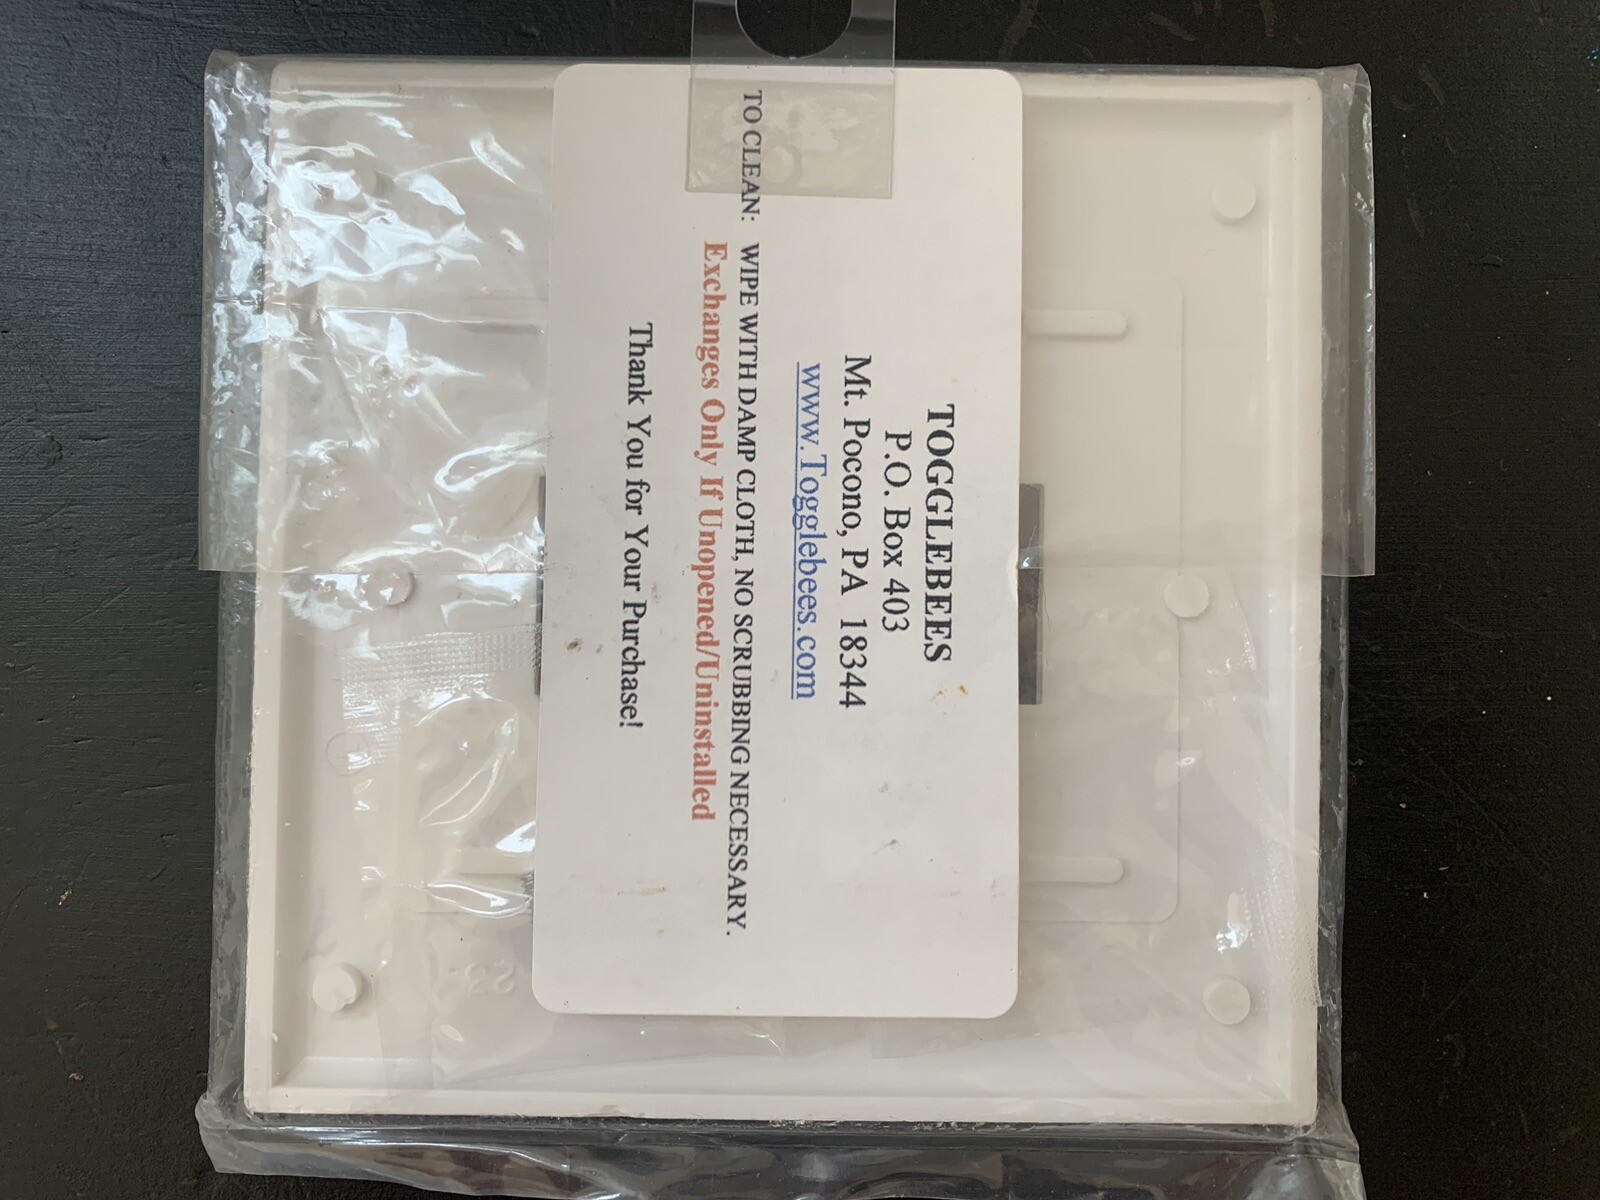 TOGGLEBEES
P.O. Box 403
Mt. Pocono, PA 18344
www.Togglebees.com
TO CLEAN: WIPE WITH DAMP CLOTH, NO SCRUBBING NECESSARY.
Exchanges Only If Unopened/Uninstalled
Thank You for Your Purchase!